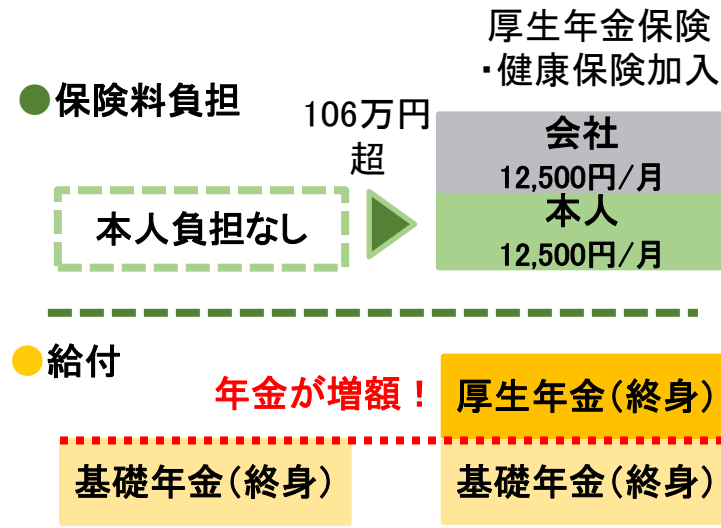 厚生年金保険
・健康保険加入
●保険料負担
106万円
超
会社
12,500円/月
本人負担なし
本人
12,500円/月
●給付
年金が増額！
厚生年金(終身)
基礎年金(終身)
基礎年金(終身)